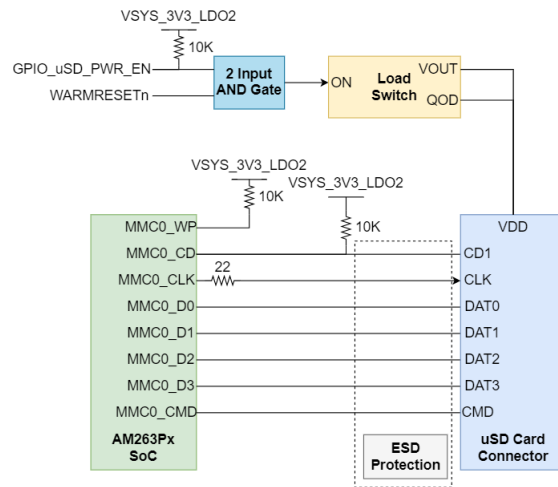 VSYS_3V3_LDO2
10K
GPIO_uSD_PWR_EN
WARMRESETn
2 Input
AND Gate
ON
Load
Switch
VOUT
QOD
VSYS_3V3_LDO2
10K
VSYS_3V3_LDO2
10K
MMC0_WP
MMC0_CD
MMC0_CLK
22
MMC0_D0
MMC0_D1
MMC0_D2
MMC0_D3
MMC0_CMD
AM263Px
SoC
VDD
CD1
CLK
DAT0
DAT1
DAT2
DAT3
CMD
uSD Card
Connector
ESD
Protection